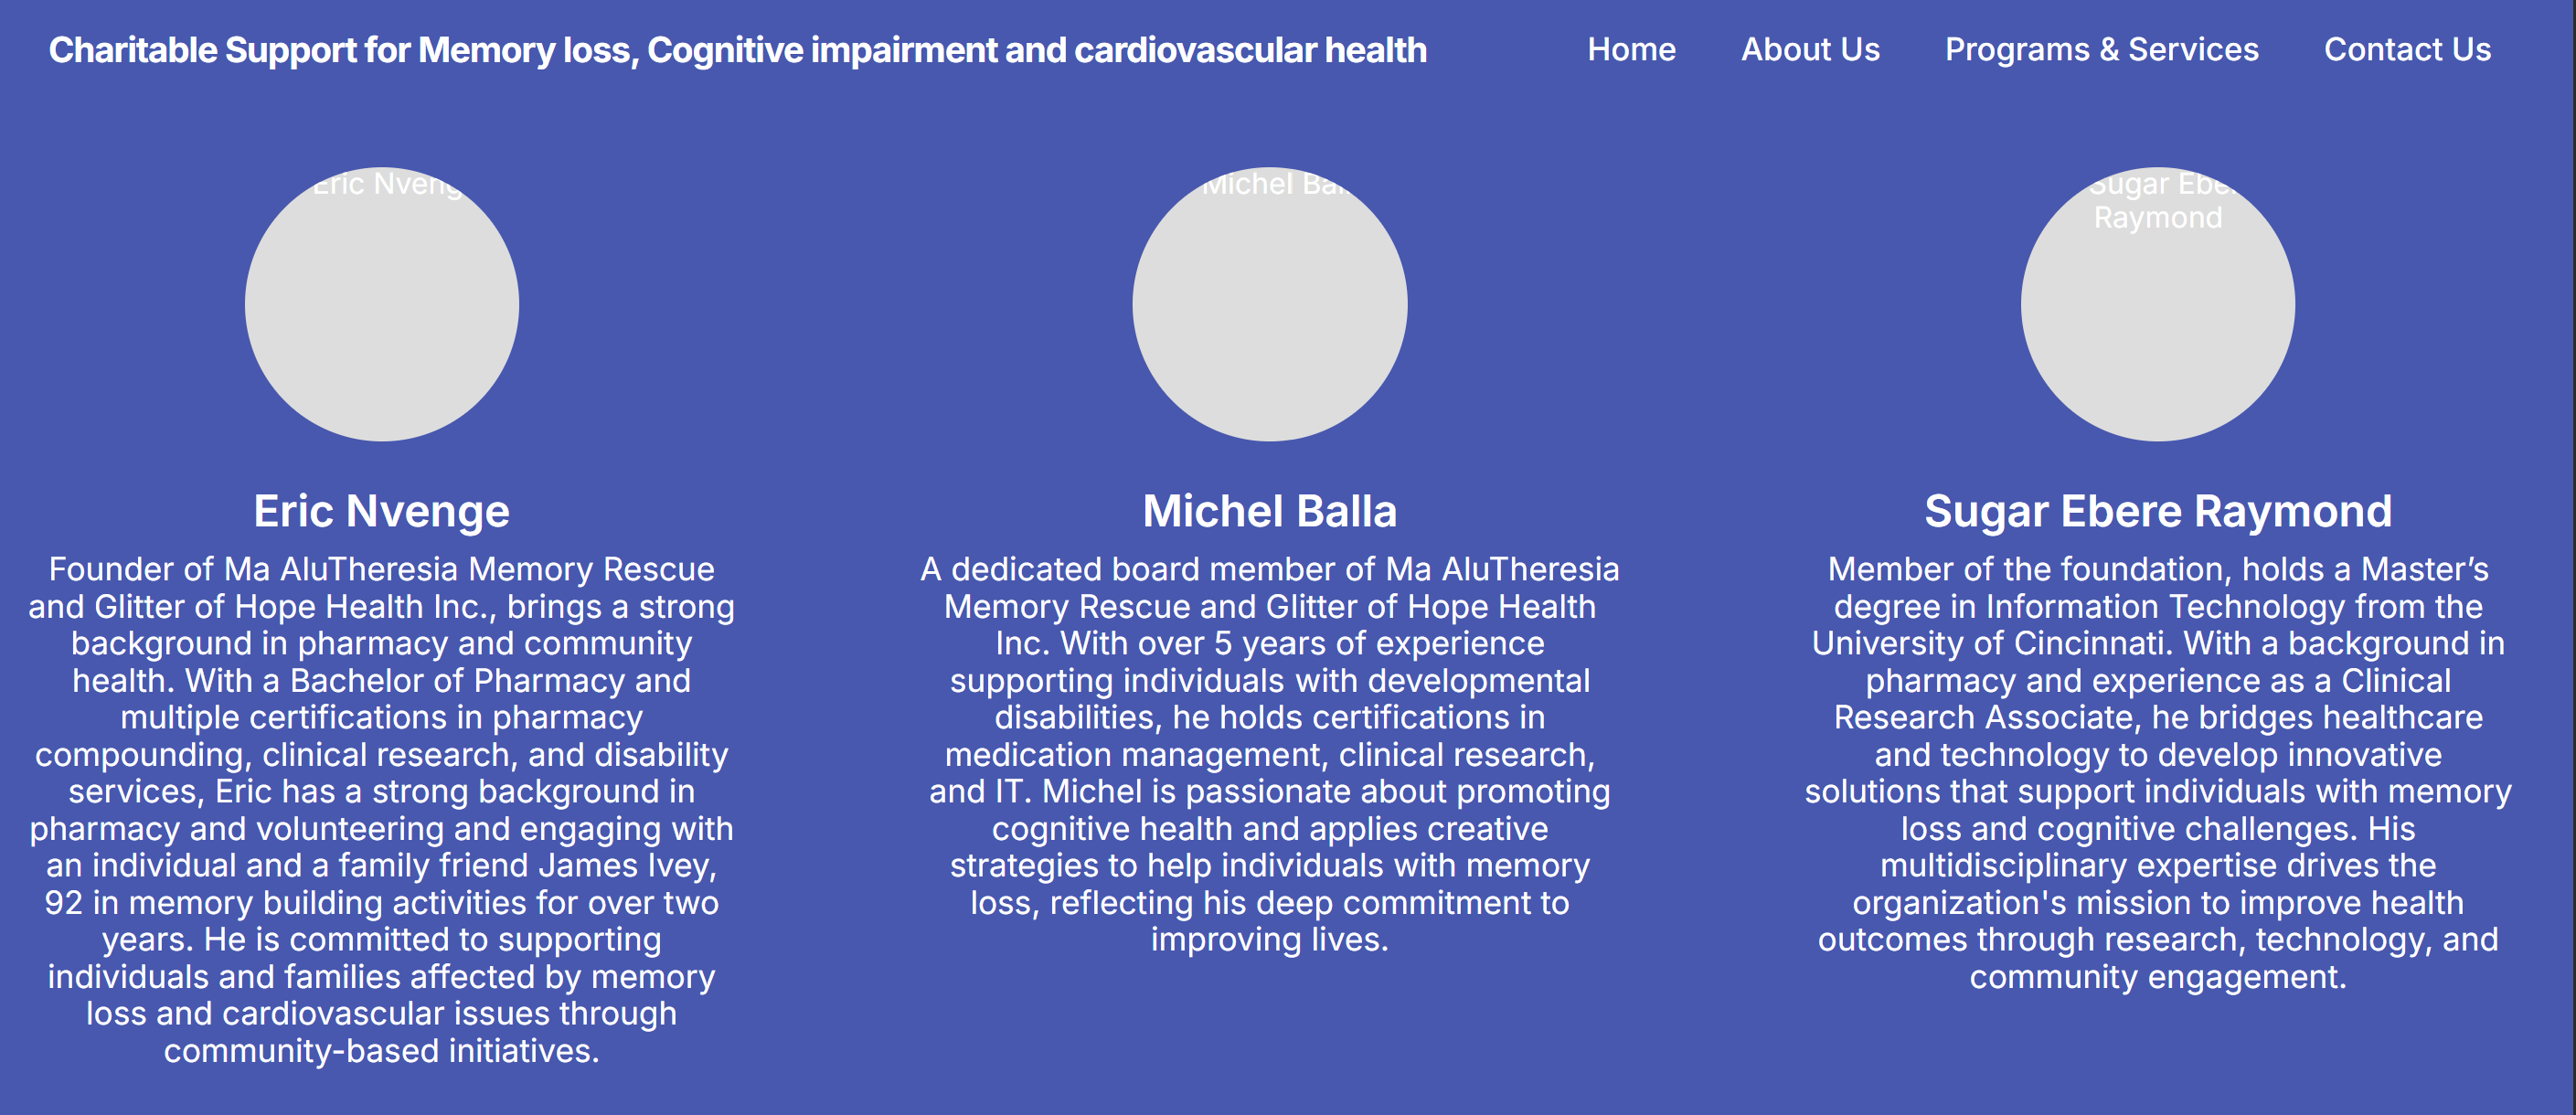 Charitable Support for Memory loss, Cognitive impairment and cardiovascular health
Home
About Us
Programs & Services
Contact Us
Eric Nveng
Michel Bal
Sugar Ebe
Raymond
Eric Nvenge
Founder of Ma AluTheresia Memory Rescue
and Glitter of Hope Health Inc., brings a strong
background in pharmacy and community
health. With a Bachelor of Pharmacy and
multiple certifications in pharmacy
compounding, clinical research, and disability
services, Eric has a strong background in
pharmacy and volunteering and engaging with
an individual and a family friend James Ivey,
92 in memory building activities for over two
years. He is committed to supporting
individuals and families affected by memory
loss and cardiovascular issues through
community-based initiatives.
Michel Balla
A dedicated board member of Ma AluTheresia
Memory Rescue and Glitter of Hope Health
Inc. With over 5 years of experience
supporting individuals with developmental
disabilities, he holds certifications in
medication management, clinical research,
and IT. Michel is passionate about promoting
cognitive health and applies creative
strategies to help individuals with memory
loss, reflecting his deep commitment to
improving lives.
Sugar Ebere Raymond
Member of the foundation, holds a Master’s
degree in Information Technology from the
University of Cincinnati. With a background in
pharmacy and experience as a Clinical
Research Associate, he bridges healthcare
and technology to develop innovative
solutions that support individuals with memory
loss and cognitive challenges. His
multidisciplinary expertise drives the
organization's mission to improve health
outcomes through research, technology, and
community engagement.